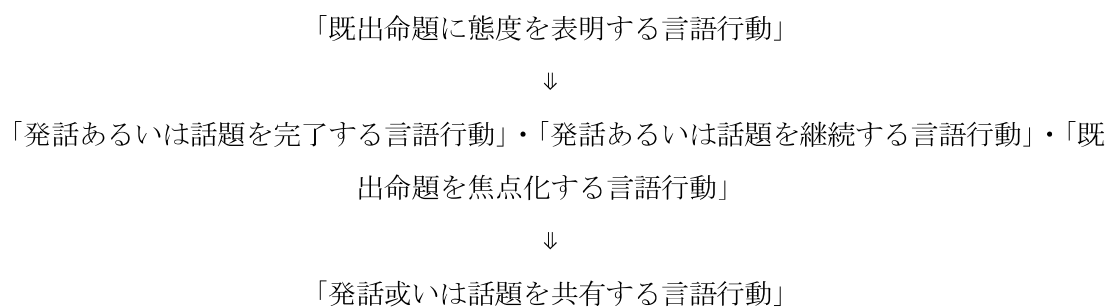 「既出命題に態度を表明する言語行動」
⇓
「発話あるいは話題を完了する言語行動」・「発話あるいは話題を継続する言語行動」・「既
出命題を焦点化する言語行動」
⇓
「発話或いは話題を共有する言語行動」